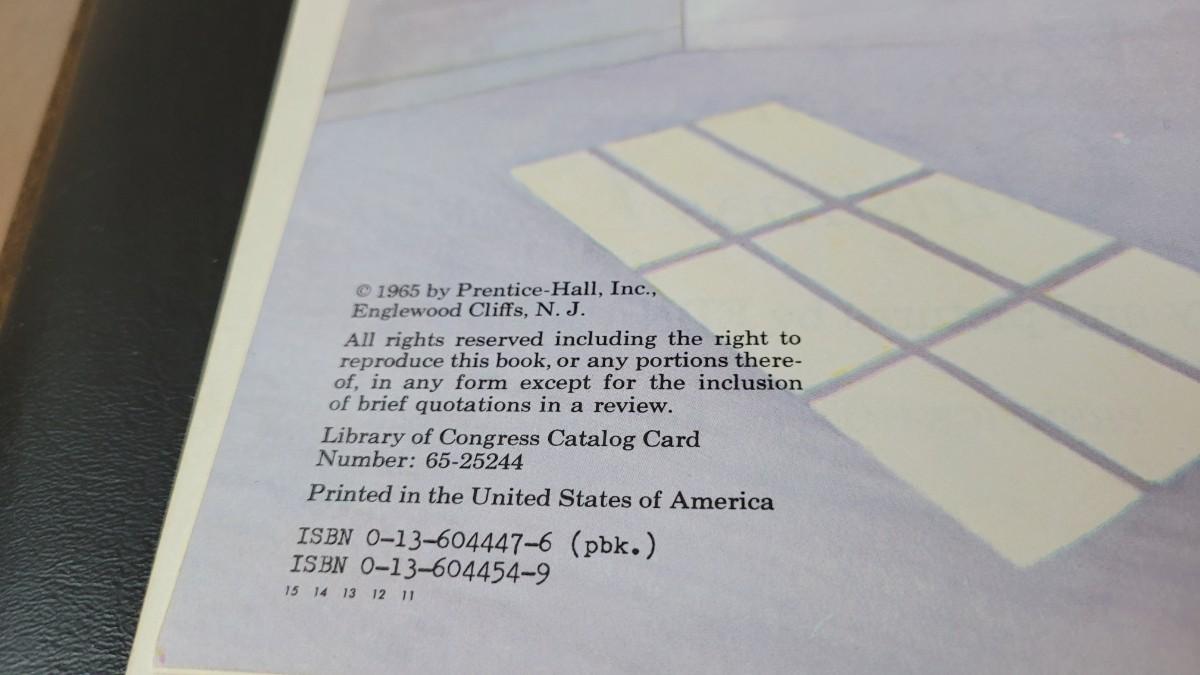 © 1965 by Prentice-Hall, Inc.,
Englewood Cliffs, N. J.
All rights reserved including the right to
reproduce this book, or any portions there-
of, in any form except for the inclusion
of brief quotations in a review.
Library of Congress Catalog Card
Number: 65-25244
Printed in the United States of America
ISBN 0-13-604447-6 (pbk.)
ISBN 0-13-604454-9
15 14 13 12 11